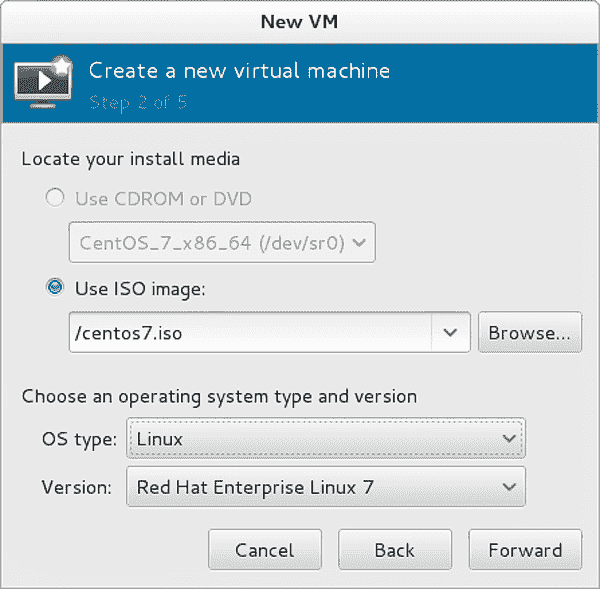 New VM
Create a new virtual machine
Step 2 of 5
Locate your install media
Use CDROM or DVD
CentOS_7_x86_64 (/dev/sr0)
Use ISO image:
/centos7.iso
Browse...
Choose an operating system type and version
OS type: Linux
Version: Red Hat Enterprise Linux 7
Cancel Back Forward